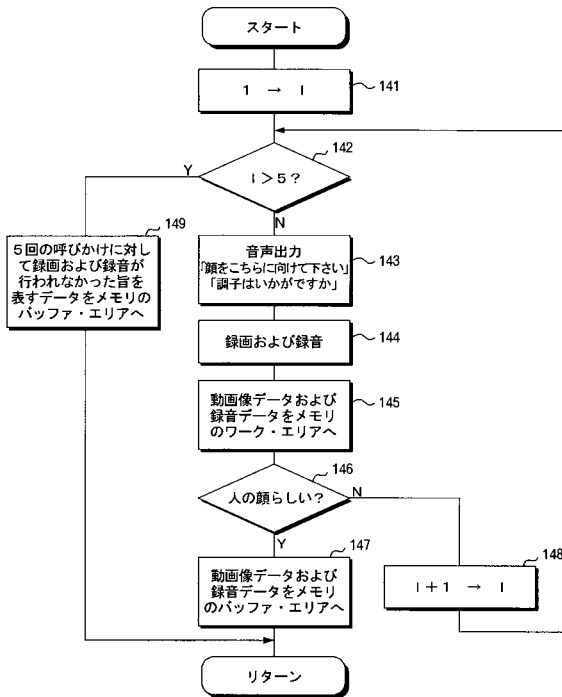 スタート
1 → I
141
142
I>5?
Y
N
149
5回の呼びかけに対し
て録画および録音が
行われなかった旨を
表すデータをメモリの
バッファ・エリアへ
音声出力
「顔をこちらに向けて下さい」
「調子はいかがですか」
143
録画および録音
144
動画像データおよび
録音データをメモリ
のワーク・エリアへ
145
146
人の顔らしい?
N
Y
147
動画像データおよび
録音データをメモリ
のバッファ・エリアへ
148
I+1 → I
リターン